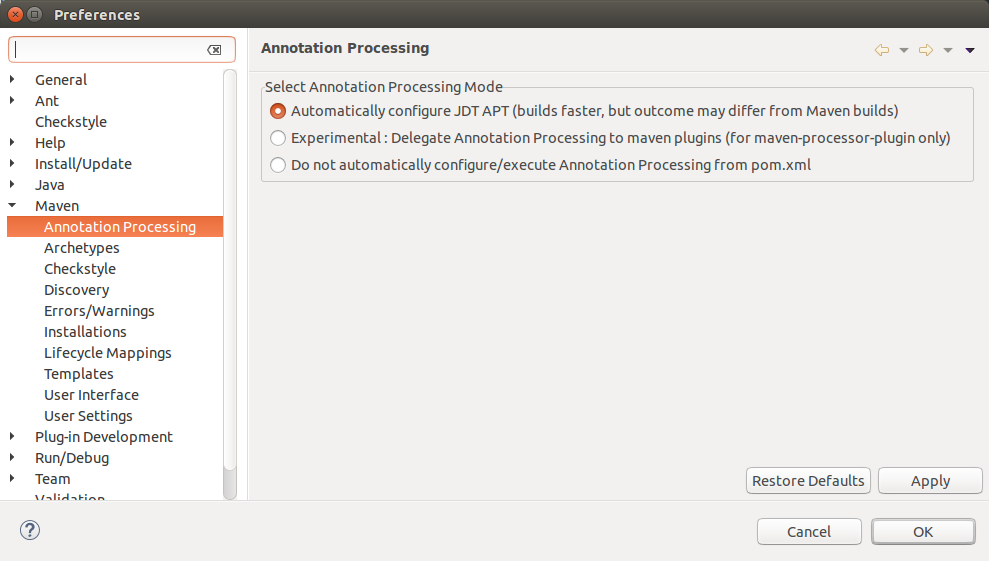 Preferences
General
Ant
Checkstyle
Help
Install/Update
Java
Maven
Annotation Processing
Archetypes
Checkstyle
Discovery
Errors/Warnings
Installations
Lifecycle Mappings
Templates
User Interface
User Settings
Plug-in Development
Run/Debug
Team
Validation
Annotation Processing
Select Annotation Processing Mode
Automatically configure JDT APT (builds faster, but outcome may differ from Maven builds)
Experimental : Delegate Annotation Processing to maven plugins (for maven-processor-plugin only)
Do not automatically configure/execute Annotation Processing from pom.xml
Restore Defaults
Apply
?
Cancel
OK